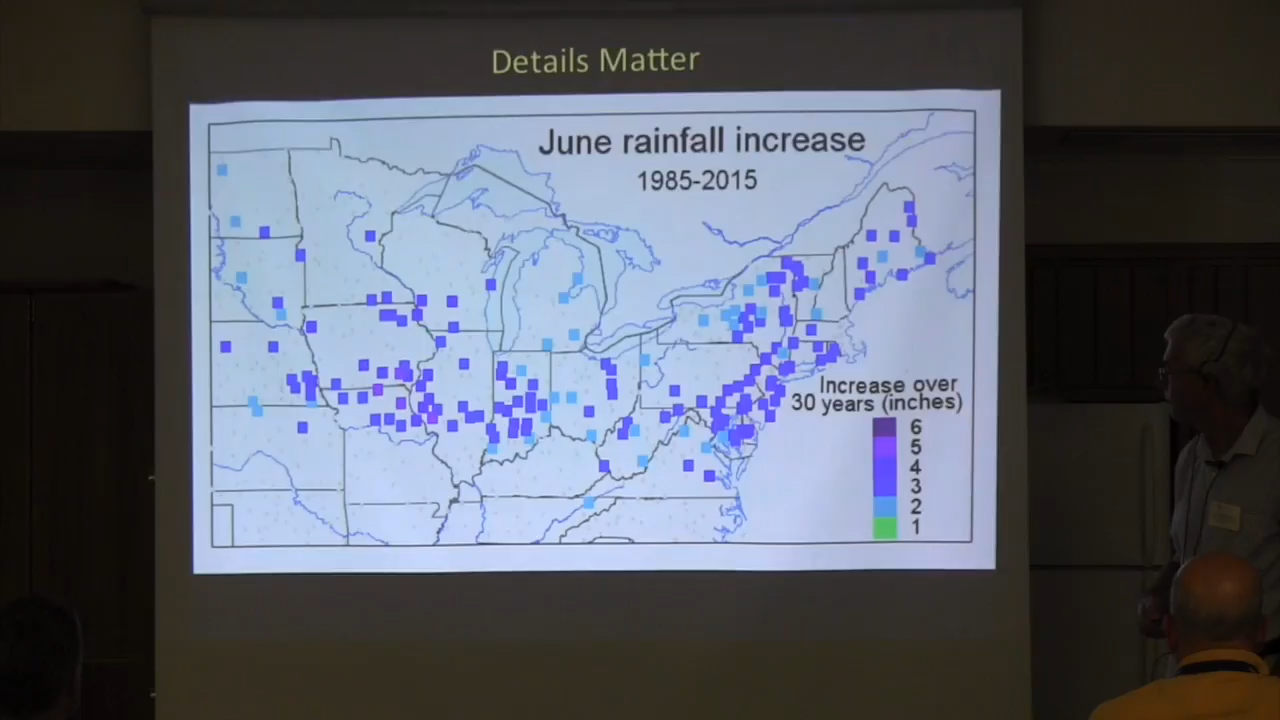 Details Matter
June rainfall increase
1985-2015
Increase over
30 years (inches)
6
5
4
3
2
1